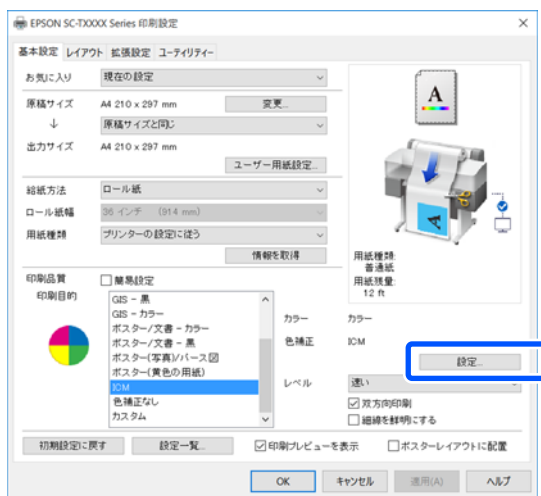 EPSON SC-TXXXX Series 印刷設定
基本設定 レイアウト 拡張設定 ユーティリティー
お気に入り 現在の設定
原稿サイズ A4 210 x 297 mm 変更...
↓ 原稿サイズと同じ
出力サイズ A4 210 x 297 mm
ユーザー用紙設定...
給紙方法 ロール紙
ロール紙幅 36 インチ (914 mm)
用紙種類 プリンターの設定に従う
情報を取得
A
用紙種類:
普通紙
用紙残量:
12 ft
印刷品質 簡易設定
印刷目的
GIS - 黒
GIS - カラー
ポスター/文書 - カラー
ポスター/文書 - 黒
ポスター(写真)/パース図
ポスター(黄色の用紙)
ICM
色補正なし
カスタム
カラー カラー
色補正 ICM
設定...
レベル 速い
双方向印刷
細線を鮮明にする
初期設定に戻す 設定一覧... 印刷プレビューを表示 ポスターレイアウトに配置
OK キャンセル 適用(A) ヘルプ